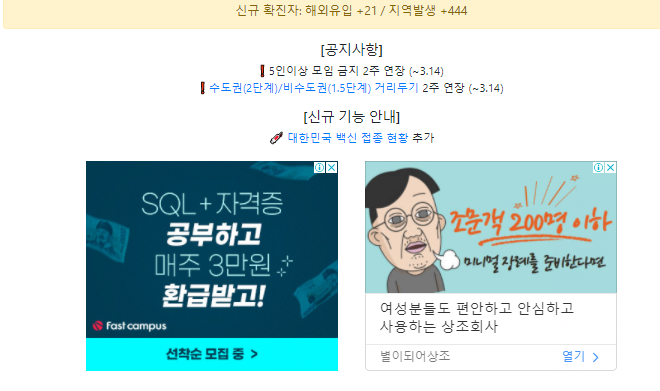 신규 확진자: 해외유입 +21 / 지역발생 +444
[공지사항]
❗5인이상 모임 금지 2주 연장 (~3.14)
❗수도권(2단계)/비수도권(1.5단계) 거리두기 2주 연장 (~3.14)
[신규 기능 안내]
대한민국 백신 접종 현황 추가
SQL + 자격증
공부하고
매주 3만원
환급받고!
Fast campus
선착순 모집 중 >
조문객 200명 이하
미니멀 장례를 준비한다면
여성분들도 편안하고 안심하고
사용하는 상조회사
별이되어상조
열기 >